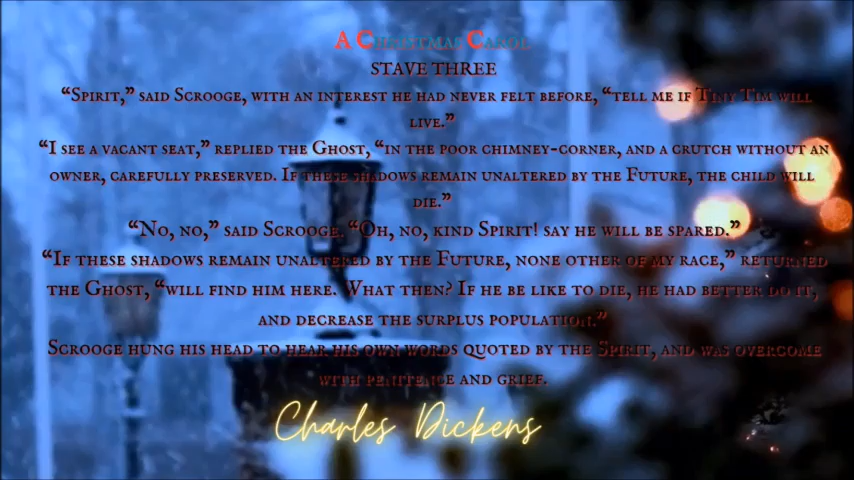 A Christmas Carol
STAVE THREE
“Spirit,” said Scrooge, with an interest he had never felt before, “tell me if Tiny Tim will
live.”
“I see a vacant seat,” replied the Ghost, “in the poor chimney-corner, and a crutch without an
owner, carefully preserved. If these shadows remain unaltered by the Future, the child will
die.”
“No, no,” said Scrooge. “Oh, no, kind Spirit! say he will be spared.”
“If these shadows remain unaltered by the Future, none other of my race,” returned
the Ghost, “will find him here. What then? If he be like to die, he had better do it,
and decrease the surplus population.”
Scrooge hung his head to hear his own words quoted by the Spirit, and was overcome
with penitence and grief.
Charles Dickens